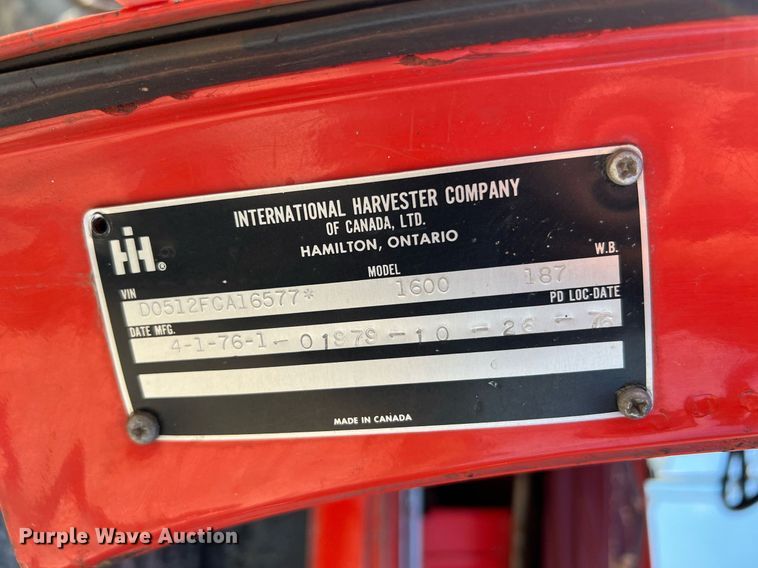 INTERNATIONAL HARVESTER COMPANY
OF CANADA, LTD.
HAMILTON, ONTARIO
IH®
VIN MODEL W.B.
D0512FCA16577* 1600 187
DATE MFG. PD LOC-DATE
4-1-76-1-01979-10-26-76
MADE IN CANADA
Purple Wave Auction